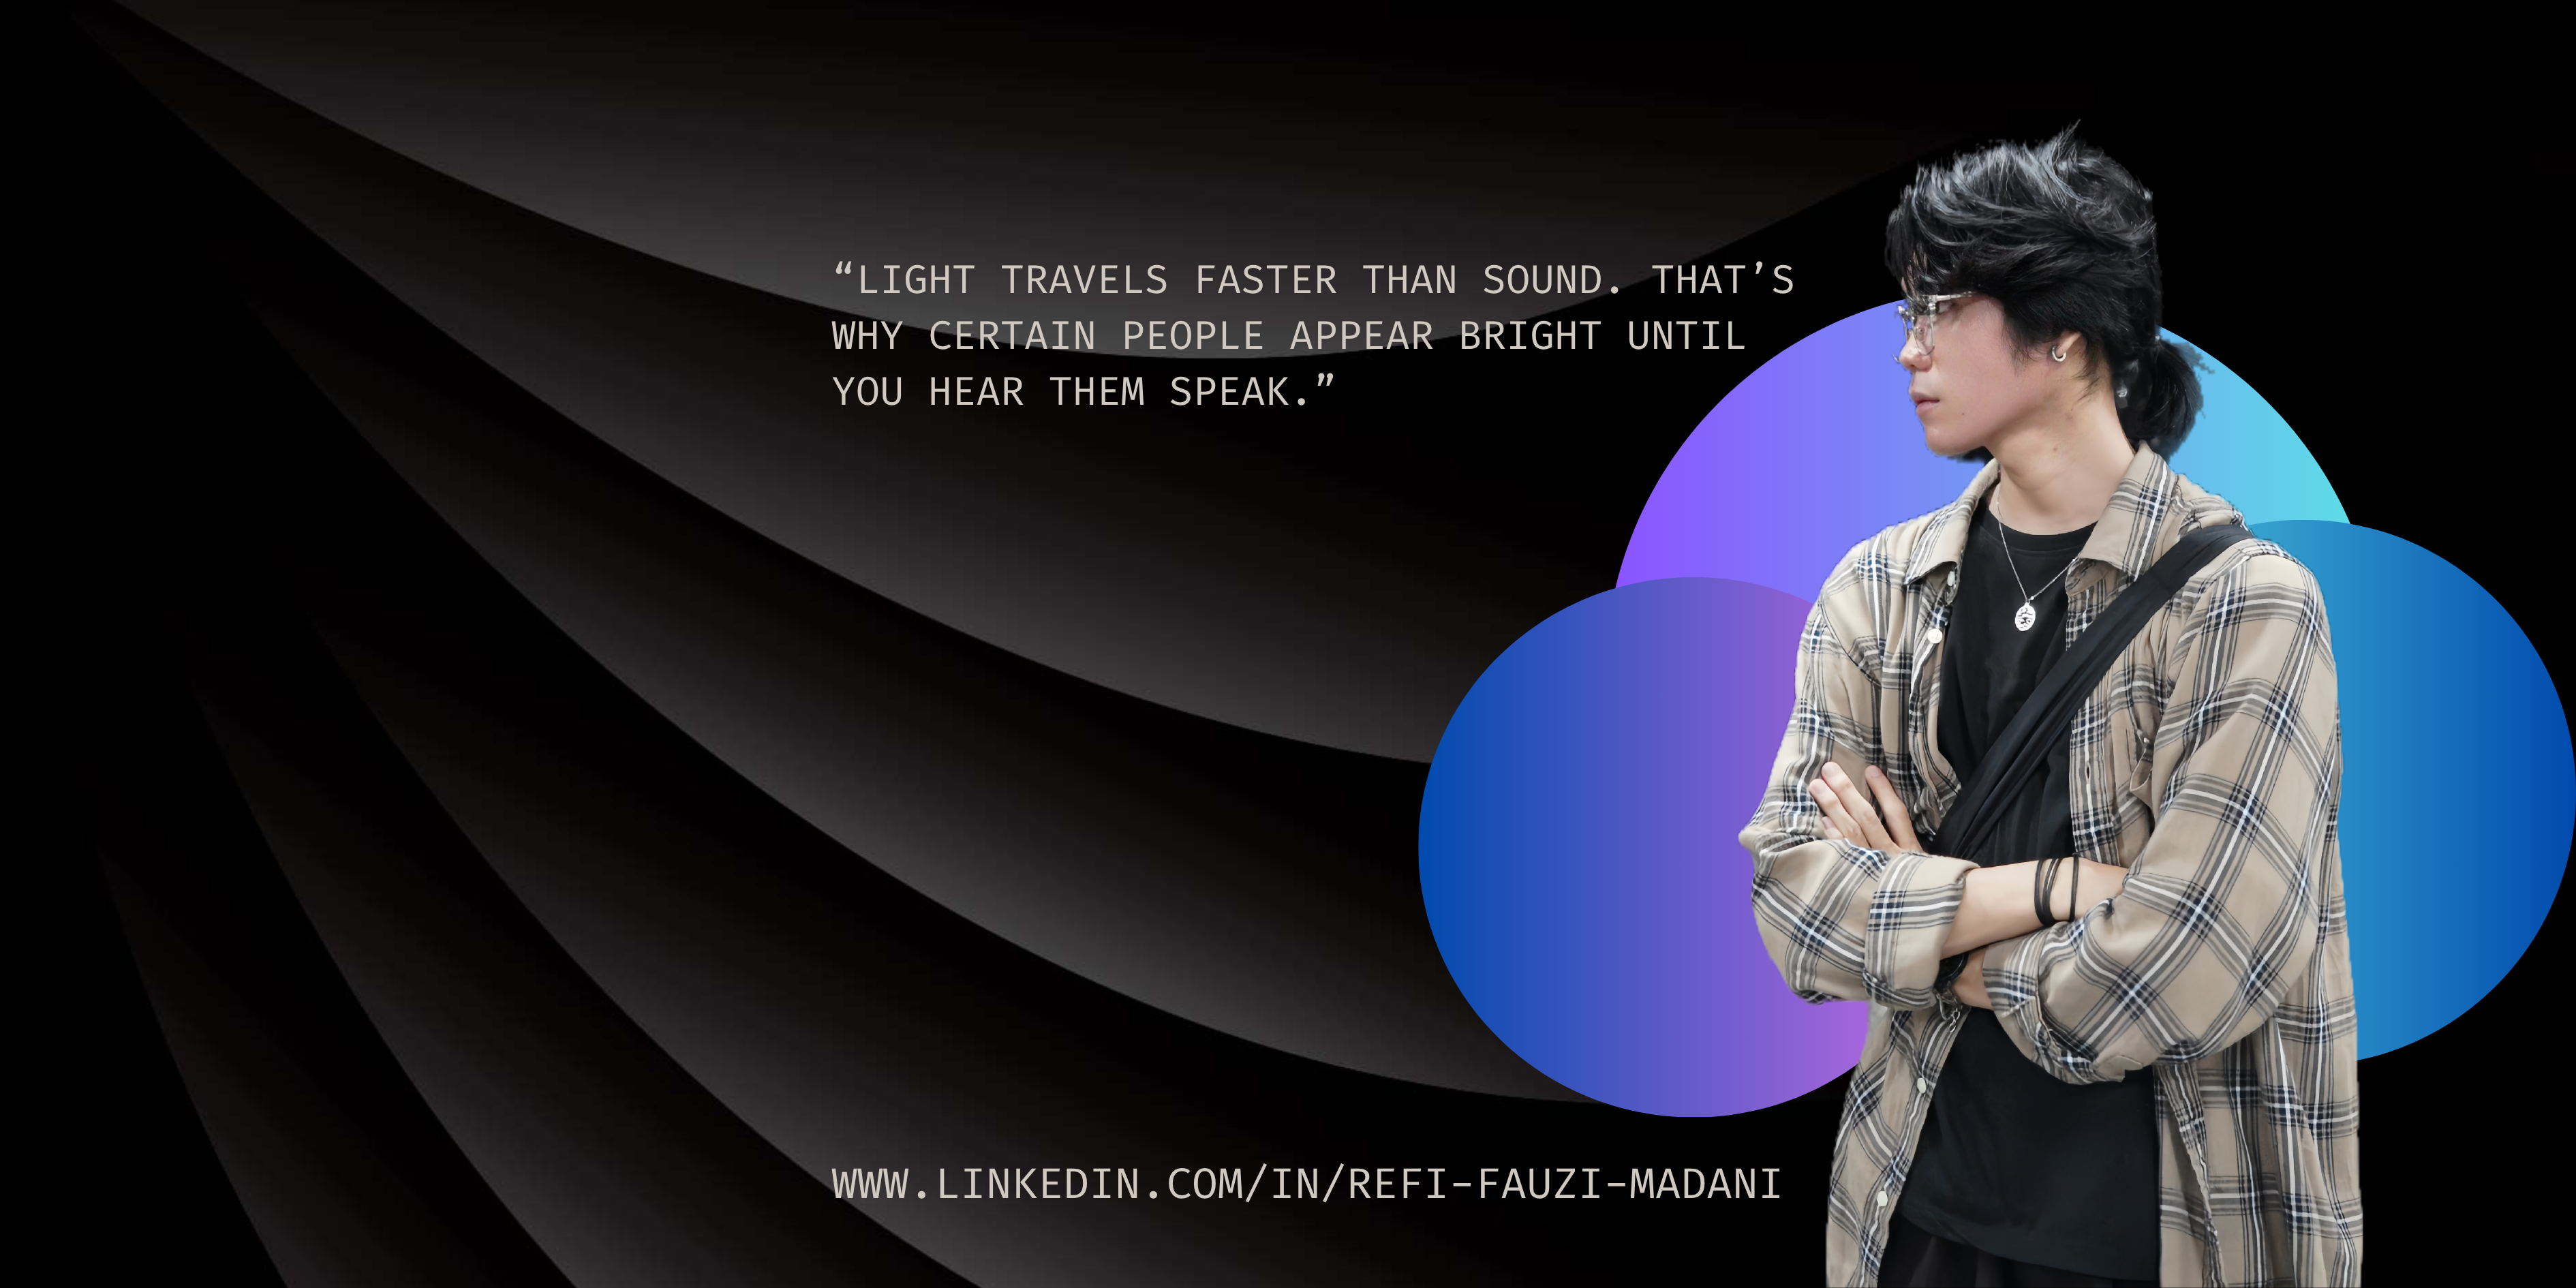 “LIGHT TRAVELS FASTER THAN SOUND. THAT’S
WHY CERTAIN PEOPLE APPEAR BRIGHT UNTIL
YOU HEAR THEM SPEAK.”
WWW.LINKEDIN.COM/IN/REFI-FAUZI-MADANI